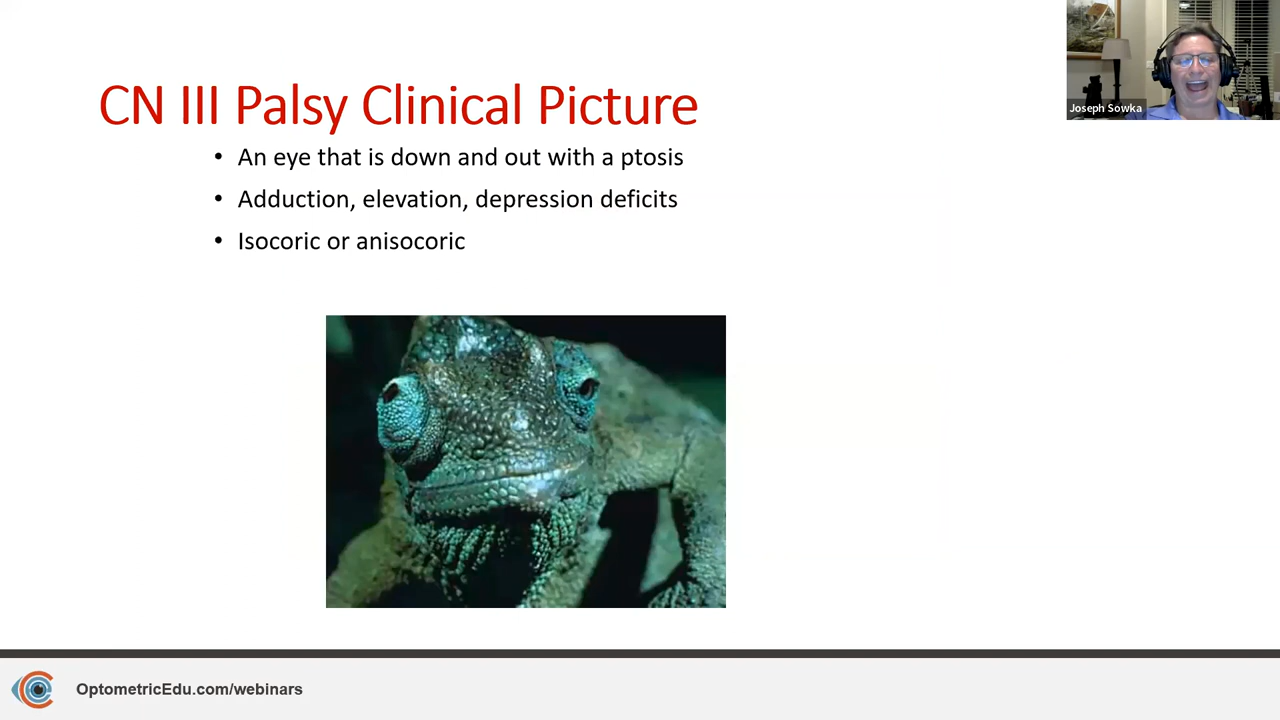 Joseph Sowka
CN III Palsy Clinical Picture
• An eye that is down and out with a ptosis
• Adduction, elevation, depression deficits
• Isocoric or anisocoric
OptometricEdu.com/webinars